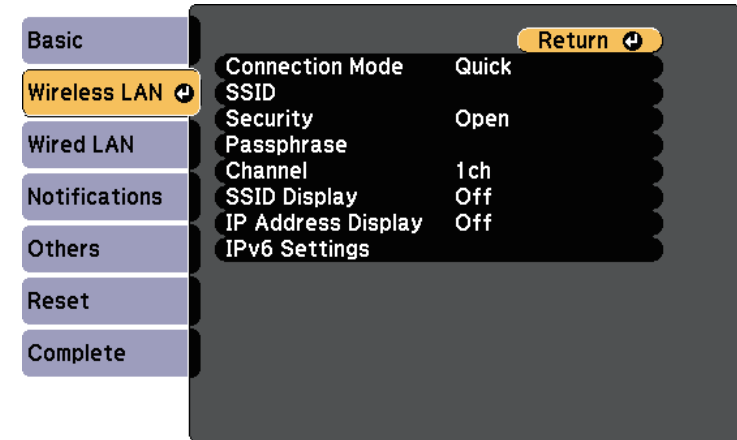 Basic
Wireless LAN
Wired LAN
Notifications
Others
Reset
Complete
Return
Connection Mode Quick
SSID
Security Open
Passphrase
Channel 1ch
SSID Display Off
IP Address Display Off
IPv6 Settings